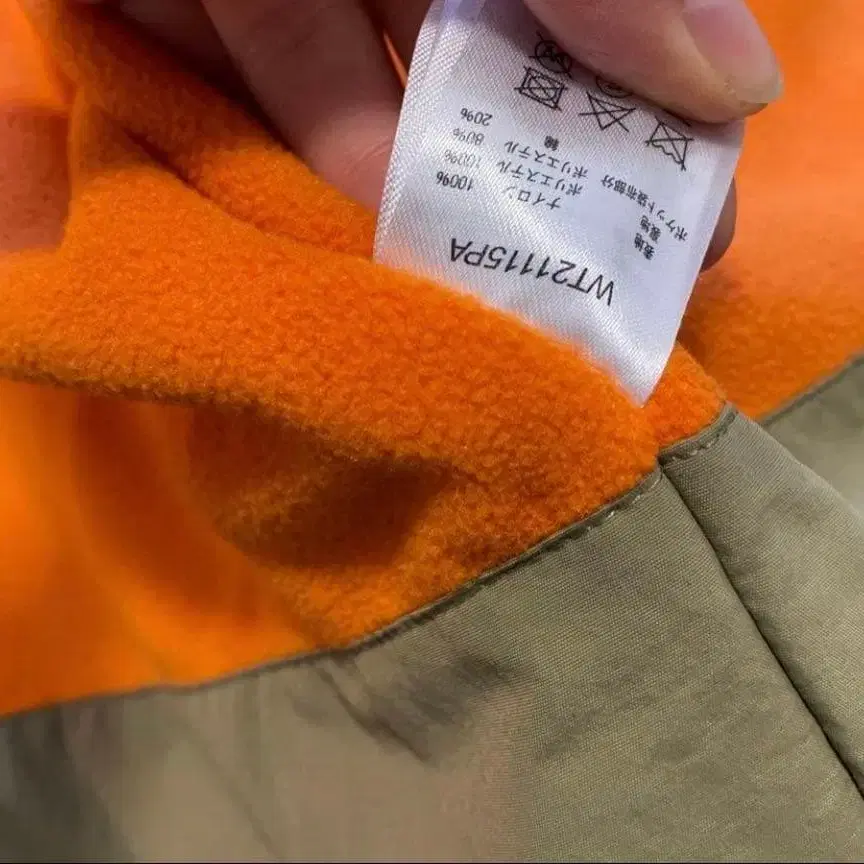 WT21115PA
表地 ナイロン 100%
裏地 ポリエステル 100%
ポケット袋布部分 ポリエステル 80%
綿 20%